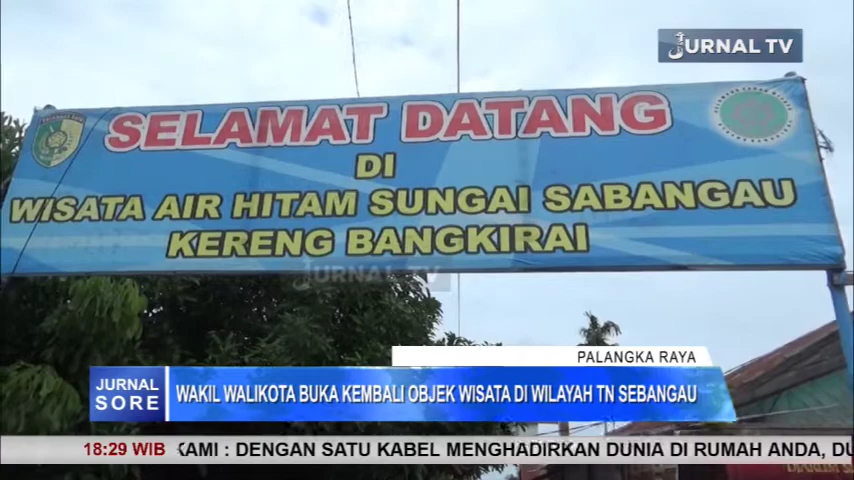 JURNAL TV
SELAMAT DATANG
DI
WISATA AIR HITAM SUNGAI SABANGAU
KERENG BANGKIRAI
JURNAL TV
PALANGKA RAYA
JURNAL
SORE
WAKIL WALIKOTA BUKA KEMBALI OBJEK WISATA DI WILAYAH TN SEBANGAU
18:29 WIB KAMI : DENGAN SATU KABEL MENGHADIRKAN DUNIA DI RUMAH ANDA, DU